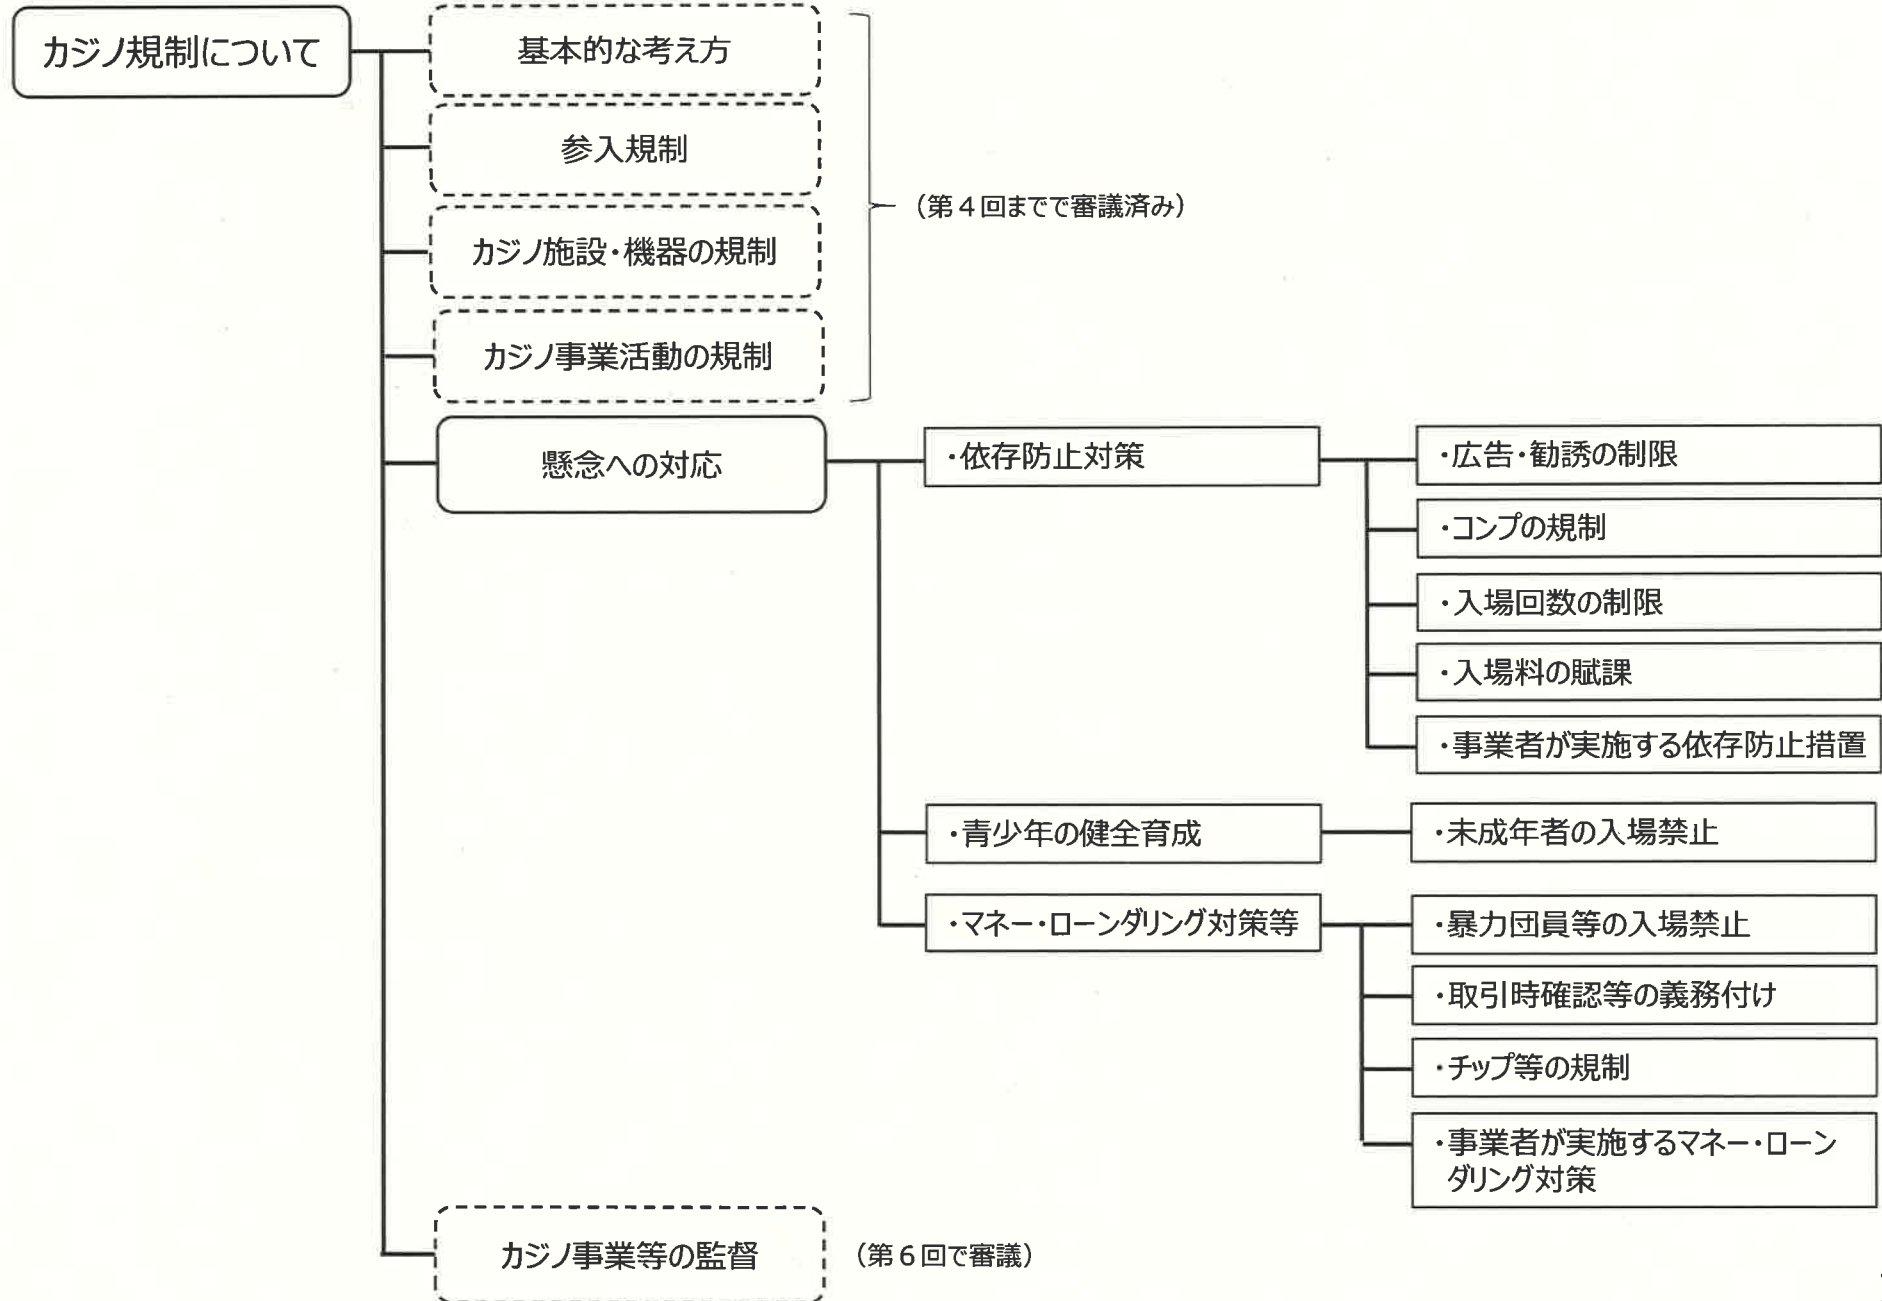 カジノ規制について
基本的な考え方
参入規制
カジノ施設・機器の規制
カジノ事業活動の規制
（第４回までで審議済み）
懸念への対応
・依存防止対策
・広告・勧誘の制限
・コンプの規制
・入場回数の制限
・入場料の賦課
・事業者が実施する依存防止措置
・青少年の健全育成
・未成年者の入場禁止
・マネー・ローンダリング対策等
・暴力団員等の入場禁止
・取引時確認等の義務付け
・チップ等の規制
・事業者が実施するマネー・ローン
ダリング対策
カジノ事業等の監督
（第６回で審議）